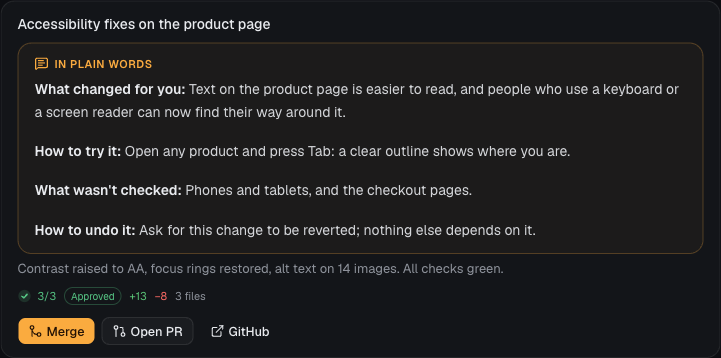 Accessibility fixes on the product page
IN PLAIN WORDS
What changed for you: Text on the product page is easier to read, and people who use a keyboard or
a screen reader can now find their way around it.
How to try it: Open any product and press Tab: a clear outline shows where you are.
What wasn't checked: Phones and tablets, and the checkout pages.
How to undo it: Ask for this change to be reverted; nothing else depends on it.
Contrast raised to AA, focus rings restored, alt text on 14 images. All checks green.
3/3 Approved +13 −8 3 files
Merge Open PR GitHub